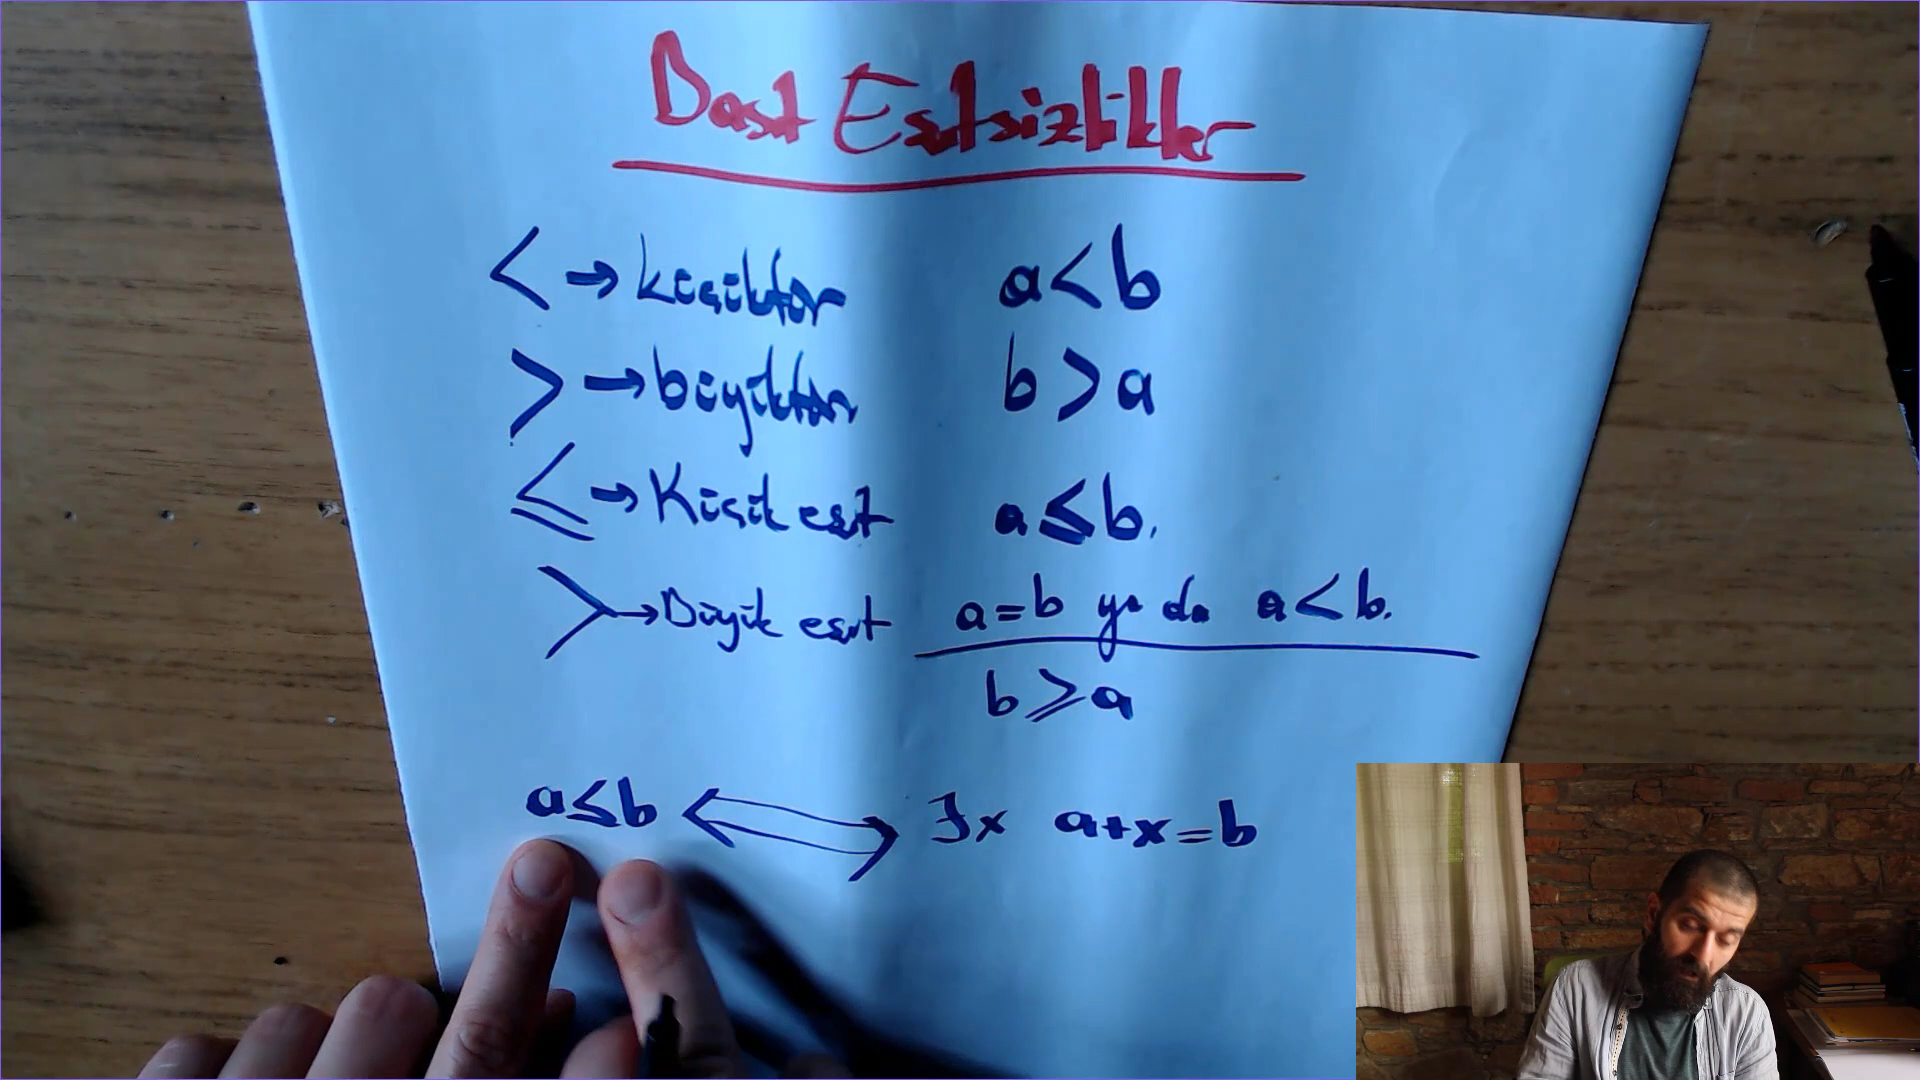 Basit Eşitsizlikler
< → küçüktür a < b
> → büyüktür b > a
≤ → Küçük eşit a ≤ b.
> → Büyük eşit a = b ya da a < b.
b ⩾ a
a ≤ b ⟺ ∃x a+x=b